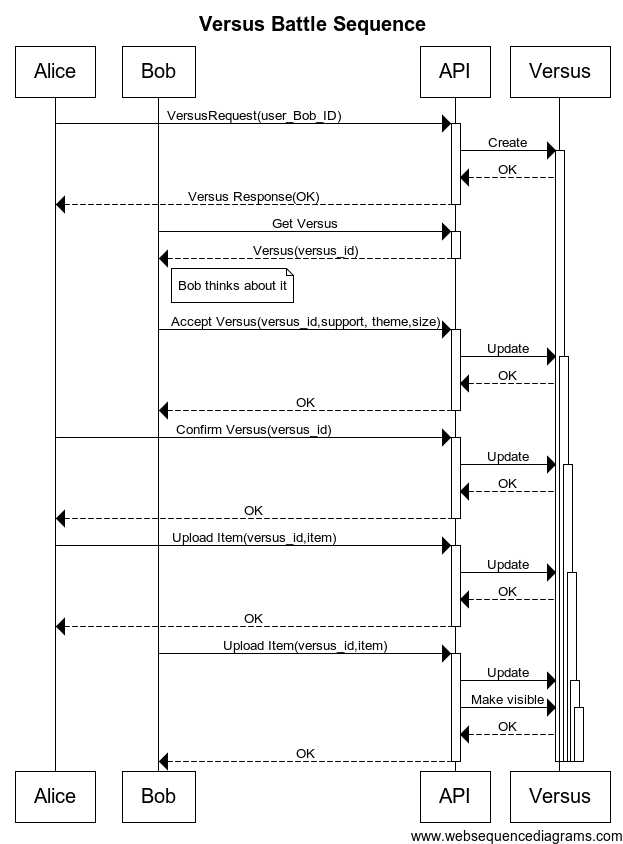 Versus Battle Sequence
Alice
Bob
API
Versus
VersusRequest(user_Bob_ID)
Create
OK
Versus Response(OK)
Get Versus
Versus(versus_id)
Bob thinks about it
Accept Versus(versus_id,support, theme,size)
Update
OK
OK
Confirm Versus(versus_id)
Update
OK
OK
Upload Item(versus_id,item)
Update
OK
OK
Upload Item(versus_id,item)
Update
Make visible
OK
OK
Alice
Bob
API
Versus
www.websequencediagrams.com